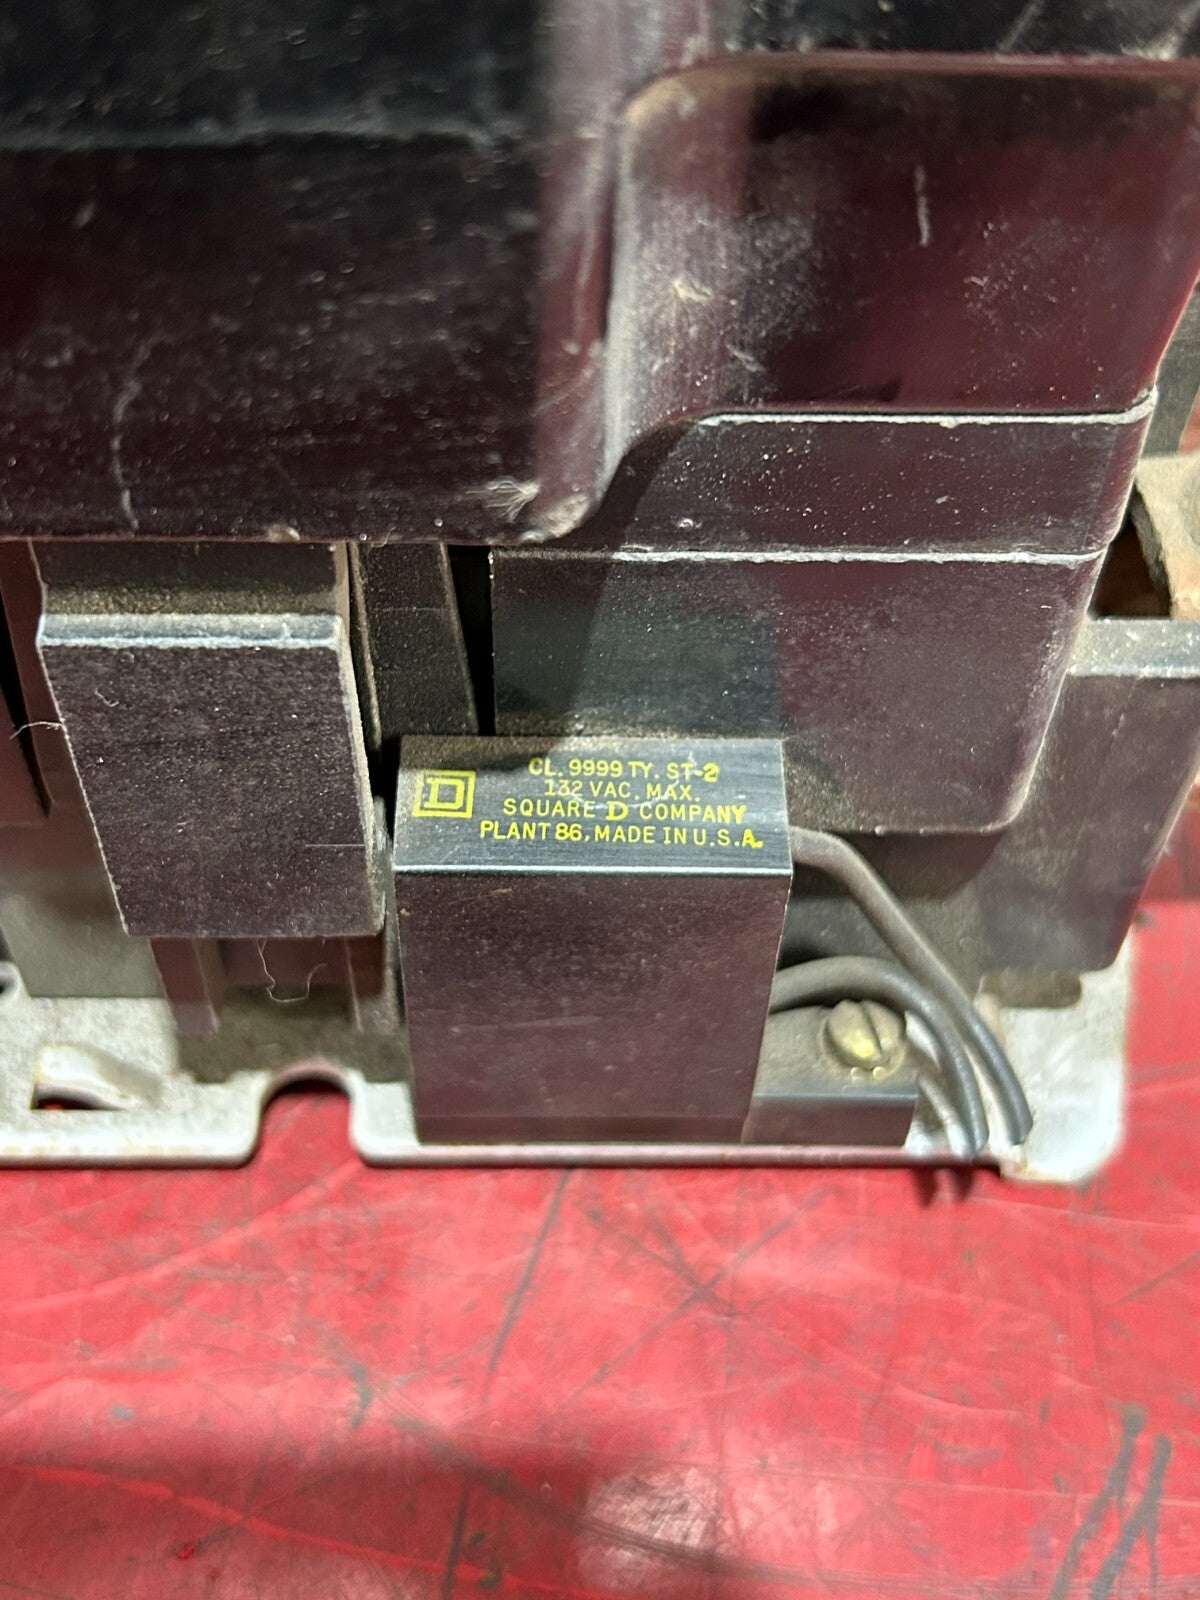 CL. 9999 TY. ST-2
132 VAC. MAX.
D SQUARE D COMPANY
PLANT 86, MADE IN U.S.A.